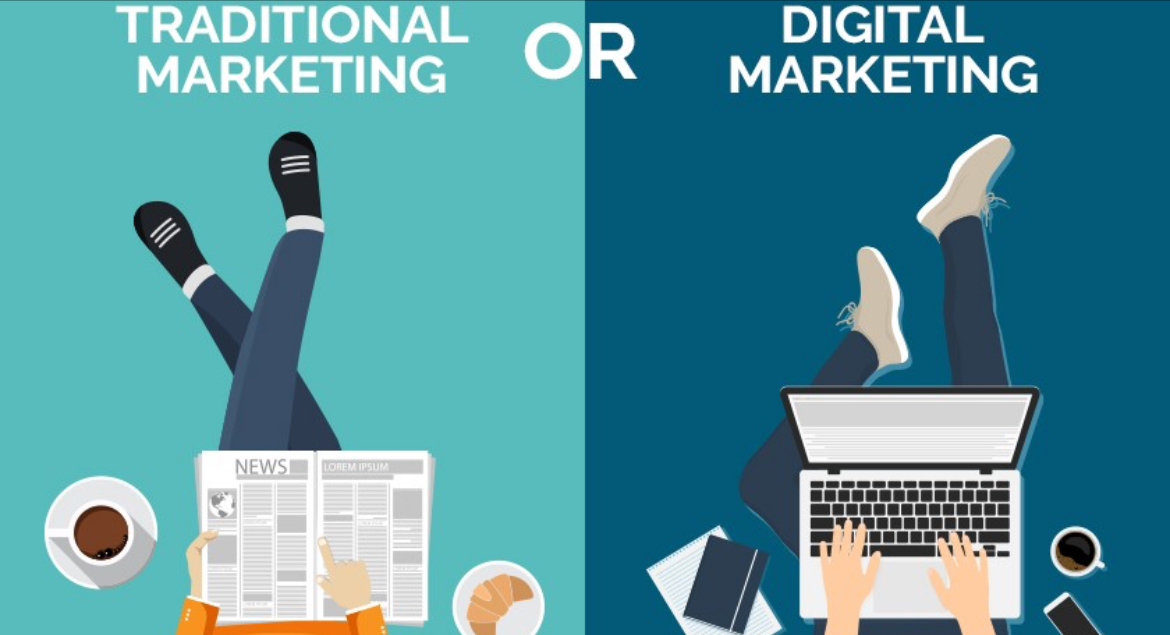 TRADITIONAL
MARKETING
OR
DIGITAL
MARKETING
NEWS
LOREM IPSUM